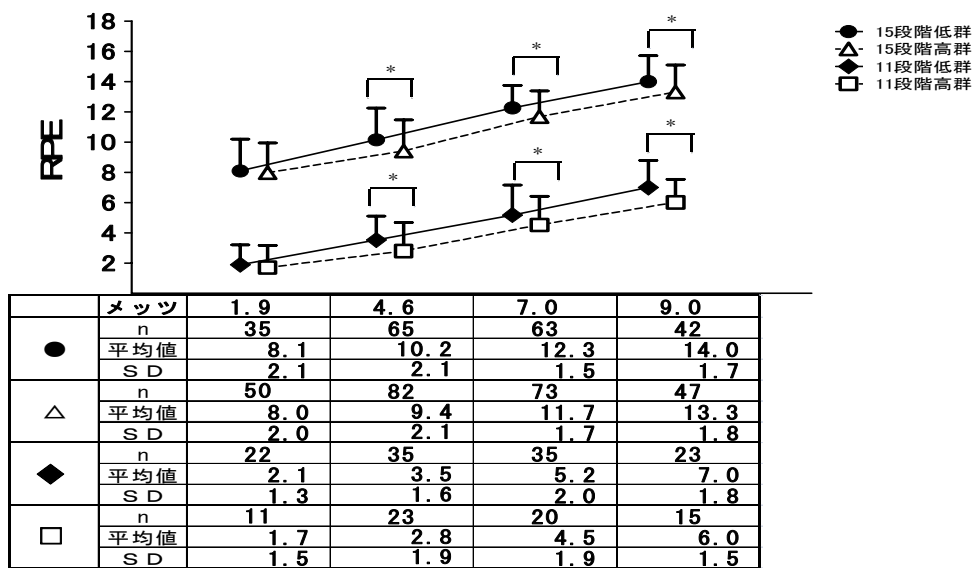 18
16
14
12
10
8
6
4
2
RPE
*
*
*
*
*
*
15段階低群
15段階高群
11段階低群
11段階高群
メッツ 1.9 4.6 7.0 9.0
n 35 65 63 42
平均値 8.1 10.2 12.3 14.0
SD 2.1 2.1 1.5 1.7
n 50 82 73 47
平均値 8.0 9.4 11.7 13.3
SD 2.0 2.1 1.7 1.8
n 22 35 35 23
平均値 2.1 3.5 5.2 7.0
SD 1.3 1.6 2.0 1.8
n 11 23 20 15
平均値 1.7 2.8 4.5 6.0
SD 1.5 1.9 1.9 1.5